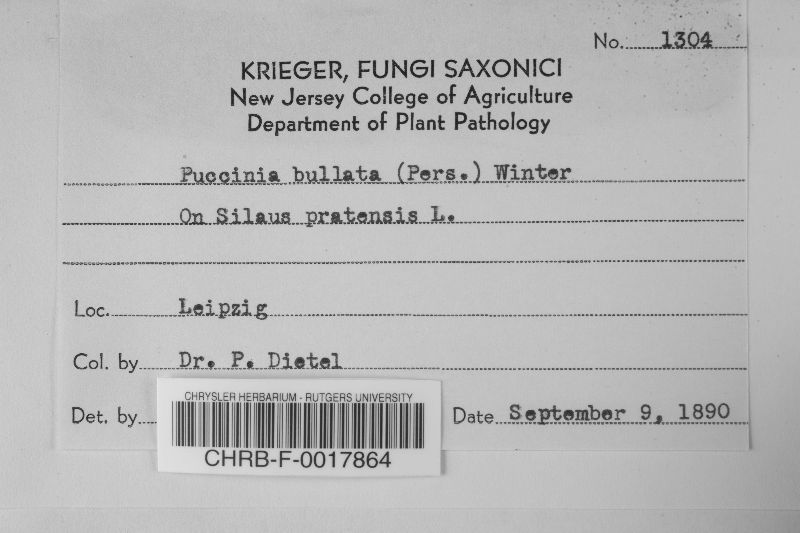 No. 1304
KRIEGER, FUNGI SAXONICI
New Jersey College of Agriculture
Department of Plant Pathology
Puccinia bullata (Pers.) Winter
On Silaus pratensis L.
Loc. Leipzig
Col. by Dr. P. Dietel
Det. by
Date September 9, 1890
CHRYSLER HERBARIUM - RUTGERS UNIVERSITY
CHRB-F-0017864